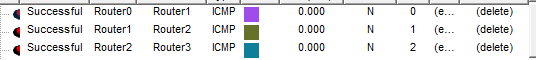 Successful Router0 Router1 ICMP 0.000 N 0 (e... (delete)
Successful Router1 Router2 ICMP 0.000 N 1 (e... (delete)
Successful Router2 Router3 ICMP 0.000 N 2 (e... (delete)